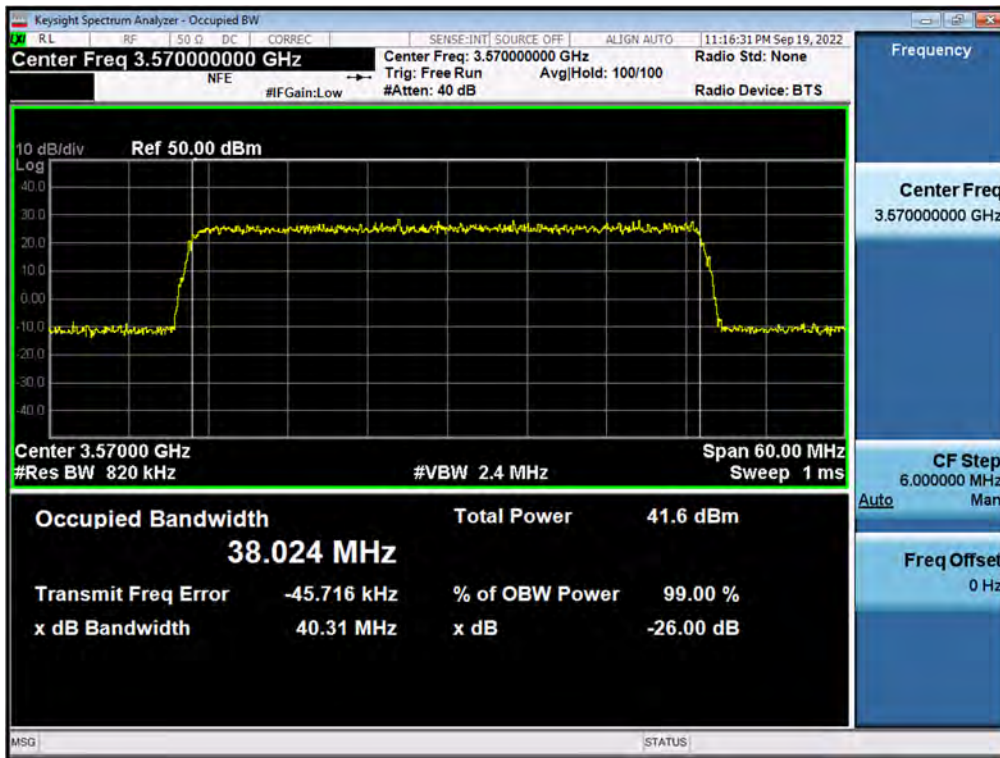 Keysight Spectrum Analyzer - Occupied BW
LXI RL RF 50 Ω DC CORREC SENSE:INT SOURCE OFF ALIGN AUTO 11:16:31 PM Sep 19, 2022
Center Freq 3.570000000 GHz
NFE
#IFGain:Low
Center Freq: 3.570000000 GHz
Trig: Free Run Avg|Hold: 100/100
#Atten: 40 dB
Radio Std: None
Radio Device: BTS
10 dB/div Ref 50.00 dBm
Log
40.0
30.0
20.0
10.0
0.00
-10.0
-20.0
-30.0
-40.0
Center 3.57000 GHz Span 60.00 MHz
#Res BW 820 kHz #VBW 2.4 MHz Sweep 1 ms
Occupied Bandwidth Total Power 41.6 dBm
38.024 MHz
Transmit Freq Error -45.716 kHz % of OBW Power 99.00 %
x dB Bandwidth 40.31 MHz x dB -26.00 dB
Frequency
Center Freq
3.570000000 GHz
CF Step
6.000000 MHz
Auto Man
Freq Offset
0 Hz
MSG STATUS